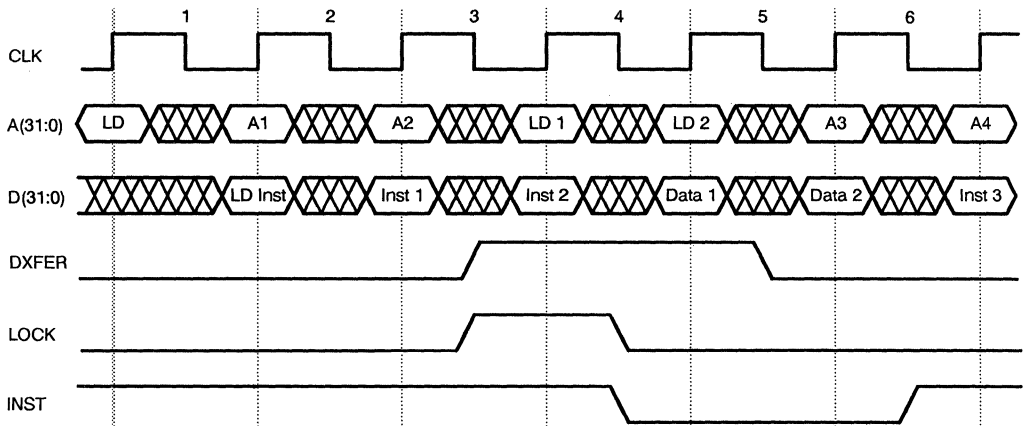 1 2 3 4 5 6
CLK
A(31:0) LD A1 A2 LD 1 LD 2 A3 A4
D(31:0) LD Inst Inst 1 Inst 2 Data 1 Data 2 Inst 3
DXFER
LOCK
INST